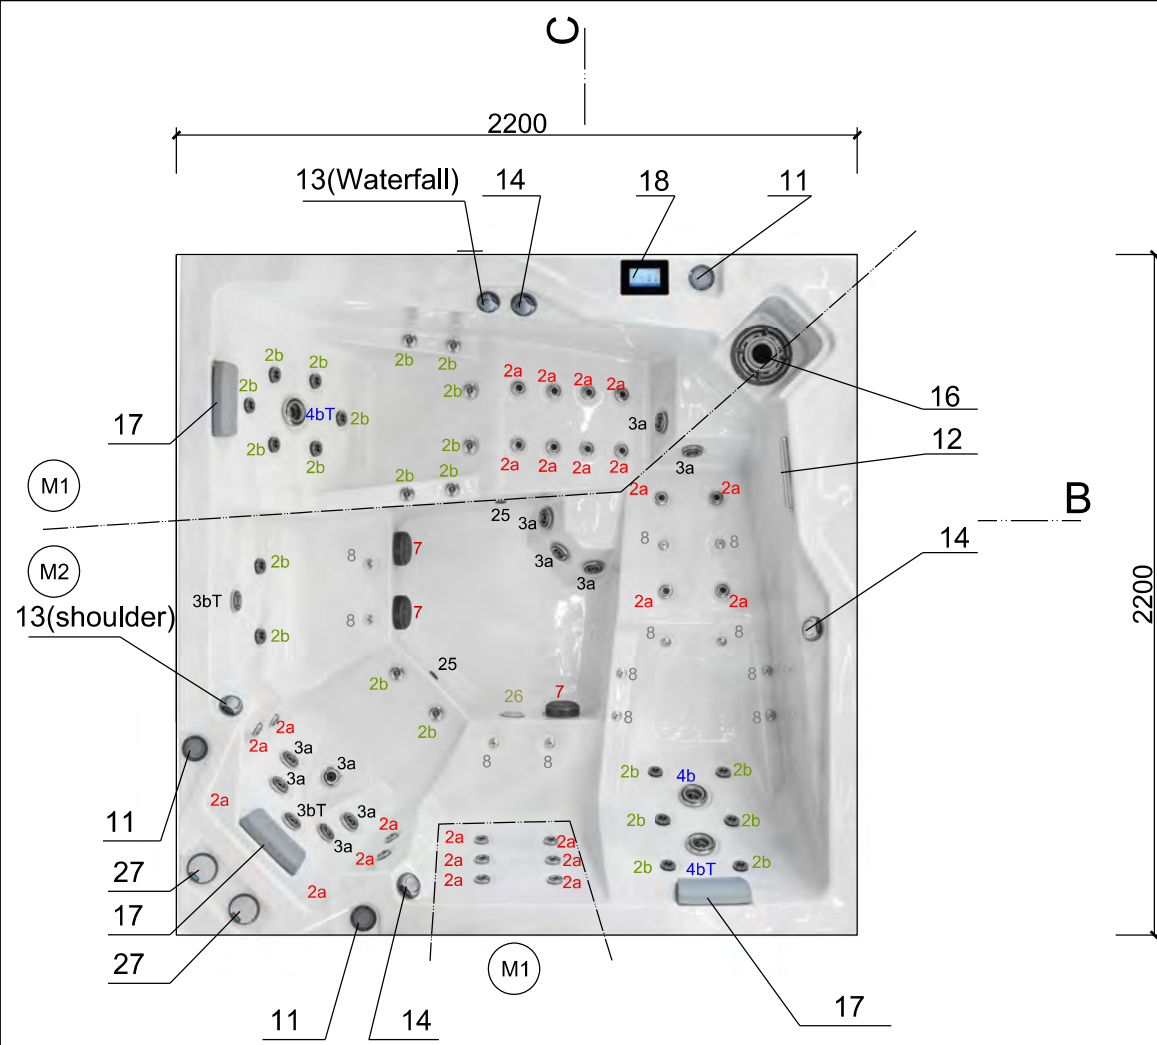 C
2200
13(Waterfall) 14 18 11
2b 2b 2b 2b
2b 4bT 2b
2b 2b
2b 2a 2a 2a 2a
2b 2a 2a 2a 2a
2b 2b
3a
3a
16
12
17
M1
M2
B
14
2200
25
3a
3a
3a
2a 2a
8 8
2a 2a
8 8
8 8
8 8
8 7
8 7
2b
3bT
2b
13(shoulder)
25
2b
2b
26 7
8 8
2a
2a
3a
3a
2a
3bT
3a
3a
2a
2a
2a
11
27
17
27
2a 2a
2a 2a
2a 2a
2b 4b 2b
2b 2b
2b 4bT 2b
M1
11 14
17